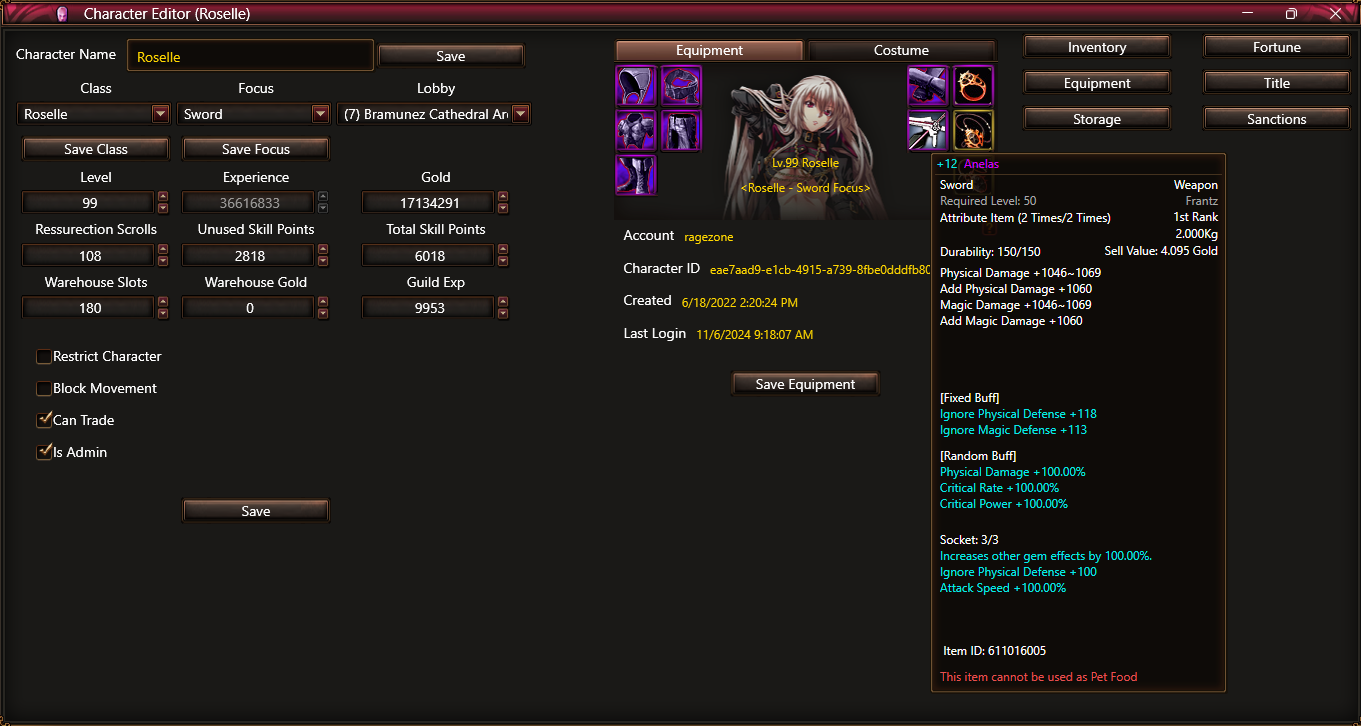 Character Editor (Roselle)
Character Name
Roselle
Save
Class
Focus
Lobby
Roselle
Sword
(7) Bramunez Cathedral Ar
Save Class
Save Focus
Level
Experience
Gold
99
36616833
17134291
Ressurection Scrolls
Unused Skill Points
Total Skill Points
108
2818
6018
Warehouse Slots
Warehouse Gold
Guild Exp
180
0
9953
Restrict Character
Block Movement
Can Trade
Is Admin
Save
Equipment
Costume
Lv.99 Roselle
<Roselle - Sword Focus>
Account ragezone
Character ID eae7aad9-e1cb-4915-a739-8fbe0dddfb80
Created 6/18/2022 2:20:24 PM
Last Login 11/6/2024 9:18:07 AM
Save Equipment
Inventory
Fortune
Equipment
Title
Storage
Sanctions
+12 Anelas
Sword Weapon
Required Level: 50 Frantz
Attribute Item (2 Times/2 Times) 1st Rank
2.000Kg
Durability: 150/150 Sell Value: 4.095 Gold
Physical Damage +1046~1069
Add Physical Damage +1060
Magic Damage +1046~1069
Add Magic Damage +1060
[Fixed Buff]
Ignore Physical Defense +118
Ignore Magic Defense +113
[Random Buff]
Physical Damage +100.00%
Critical Rate +100.00%
Critical Power +100.00%
Socket: 3/3
Increases other gem effects by 100.00%.
Ignore Physical Defense +100
Attack Speed +100.00%
Item ID: 611016005
This item cannot be used as Pet Food